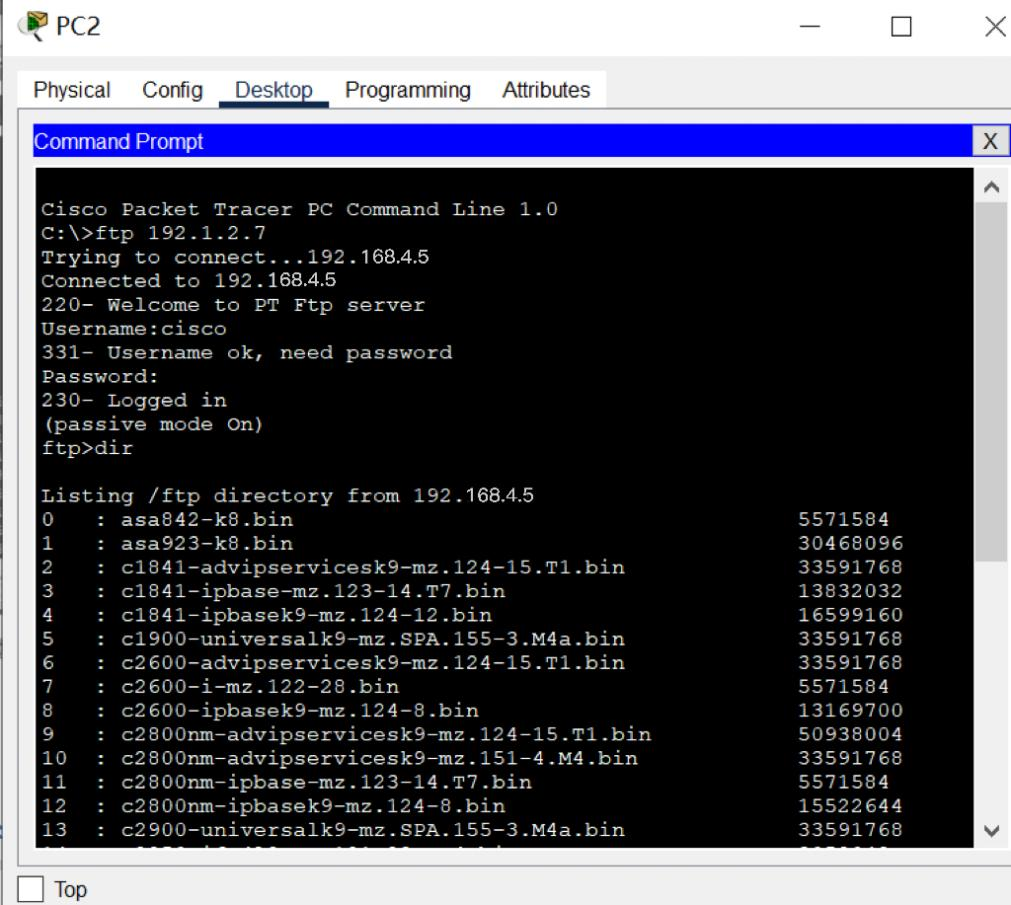 PC2
Physical Config Desktop Programming Attributes
Command Prompt X
Cisco Packet Tracer PC Command Line 1.0
C:\>ftp 192.1.2.7
Trying to connect...192.168.4.5
Connected to 192.168.4.5
220- Welcome to PT Ftp server
Username:cisco
331- Username ok, need password
Password:
230- Logged in
(passive mode On)
ftp>dir
Listing /ftp directory from 192.168.4.5
0 : asa842-k8.bin 5571584
1 : asa923-k8.bin 30468096
2 : c1841-advipservicesk9-mz.124-15.T1.bin 33591768
3 : c1841-ipbase-mz.123-14.T7.bin 13832032
4 : c1841-ipbasek9-mz.124-12.bin 16599160
5 : c1900-universalk9-mz.SPA.155-3.M4a.bin 33591768
6 : c2600-advipservicesk9-mz.124-15.T1.bin 33591768
7 : c2600-i-mz.122-28.bin 5571584
8 : c2600-ipbasek9-mz.124-8.bin 13169700
9 : c2800nm-advipservicesk9-mz.124-15.T1.bin 50938004
10 : c2800nm-advipservicesk9-mz.151-4.M4.bin 33591768
11 : c2800nm-ipbase-mz.123-14.T7.bin 5571584
12 : c2800nm-ipbasek9-mz.124-8.bin 15522644
13 : c2900-universalk9-mz.SPA.155-3.M4a.bin 33591768
Top